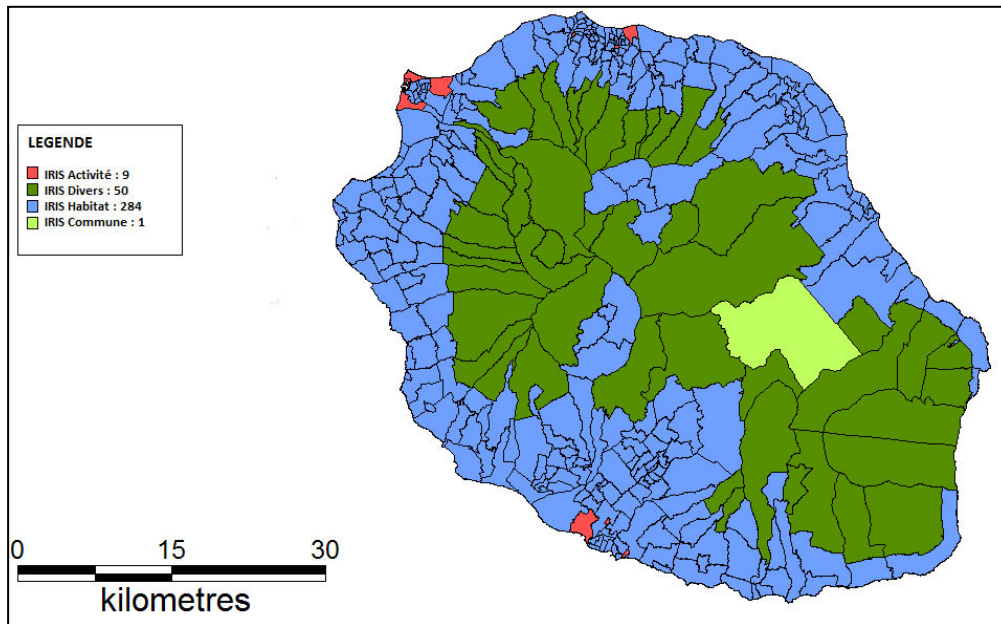 LEGENDE
IRIS Activité : 9
IRIS Divers : 50
IRIS Habitat : 284
IRIS Commune : 1
0 15 30
kilometres